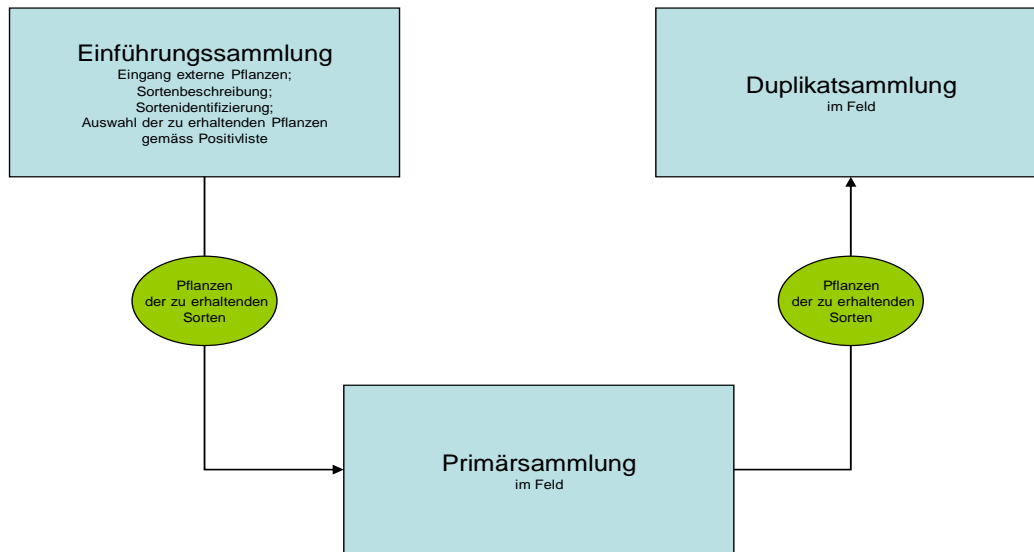 Einführungssammlung
Eingang externe Pflanzen;
Sortenbeschreibung;
Sortenidentifizierung;
Auswahl der zu erhaltenden Pflanzen
gemäss Positivliste
Duplikatsammlung
im Feld
Pflanzen
der zu erhaltenden
Sorten
Pflanzen
der zu erhaltenden
Sorten
Primärsammlung
im Feld